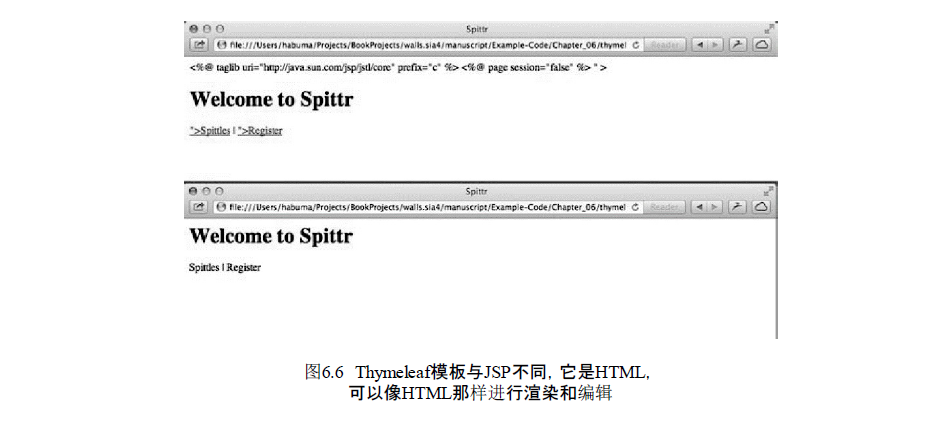 Spittr
file:///Users/habuma/Projects/BookProjects/walls.sia4/manuscript/Example-Code/Chapter_06/thymel
Reader
<%@ taglib uri="http://java.sun.com/jsp/jstl/core" prefix="c" %> <%@ page session="false" %> " >
Welcome to Spittr
">Spittles | ">Register
Spittr
file:///Users/habuma/Projects/BookProjects/walls.sia4/manuscript/Example-Code/Chapter_06/thymel
Reader
Welcome to Spittr
Spittles | Register
图6.6 Thymeleaf模板与JSP不同，它是HTML，
可以像HTML那样进行渲染和编辑